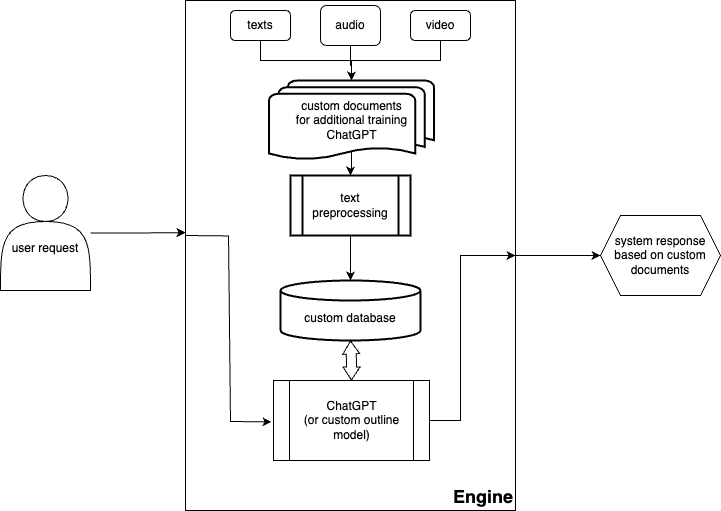 texts
audio
video
custom documents
for additional training
ChatGPT
text
preprocessing
user request
system response
based on custom
documents
custom database
ChatGPT
(or custom outline
model)
Engine